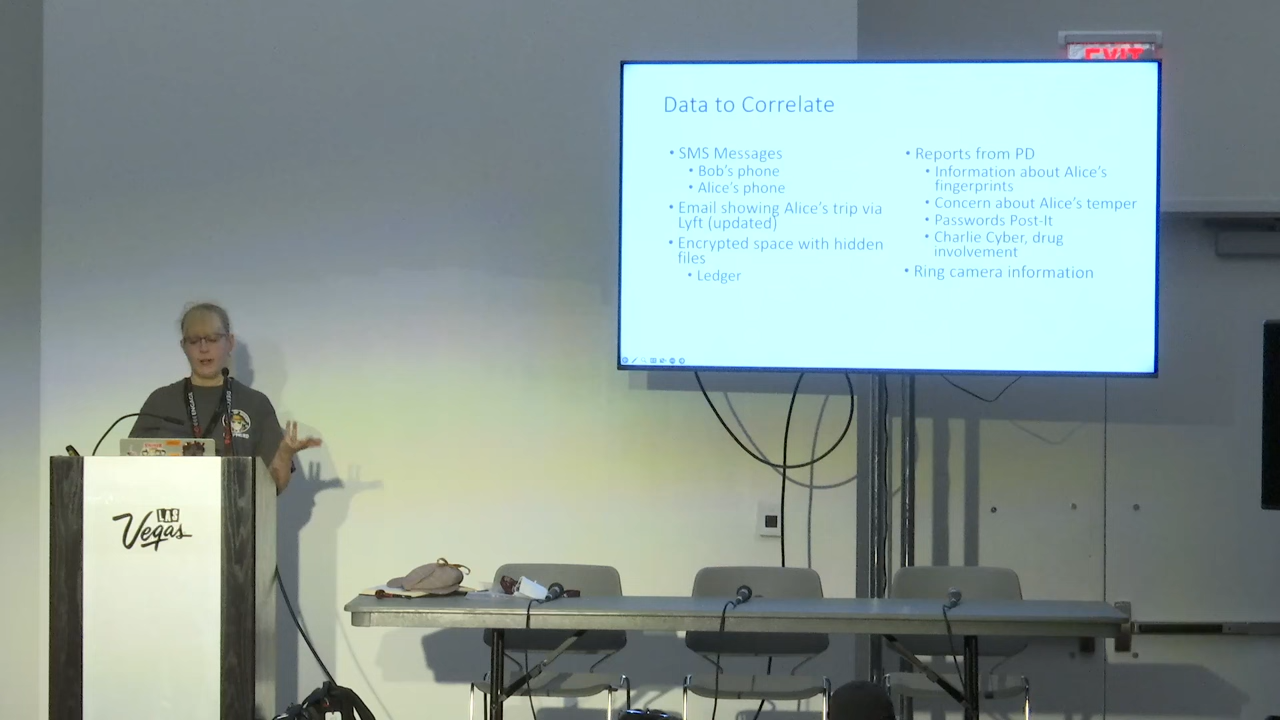 EXIT
Data to Correlate
• SMS Messages
• Bob's phone
• Alice's phone
• Email showing Alice's trip via
Lyft (updated)
• Encrypted space with hidden
files
• Ledger
• Reports from PD
• Information about Alice's
fingerprints
• Concern about Alice's temper
• Passwords Post-It
• Charlie Cyber, drug
involvement
• Ring camera information
LAS
Vegas